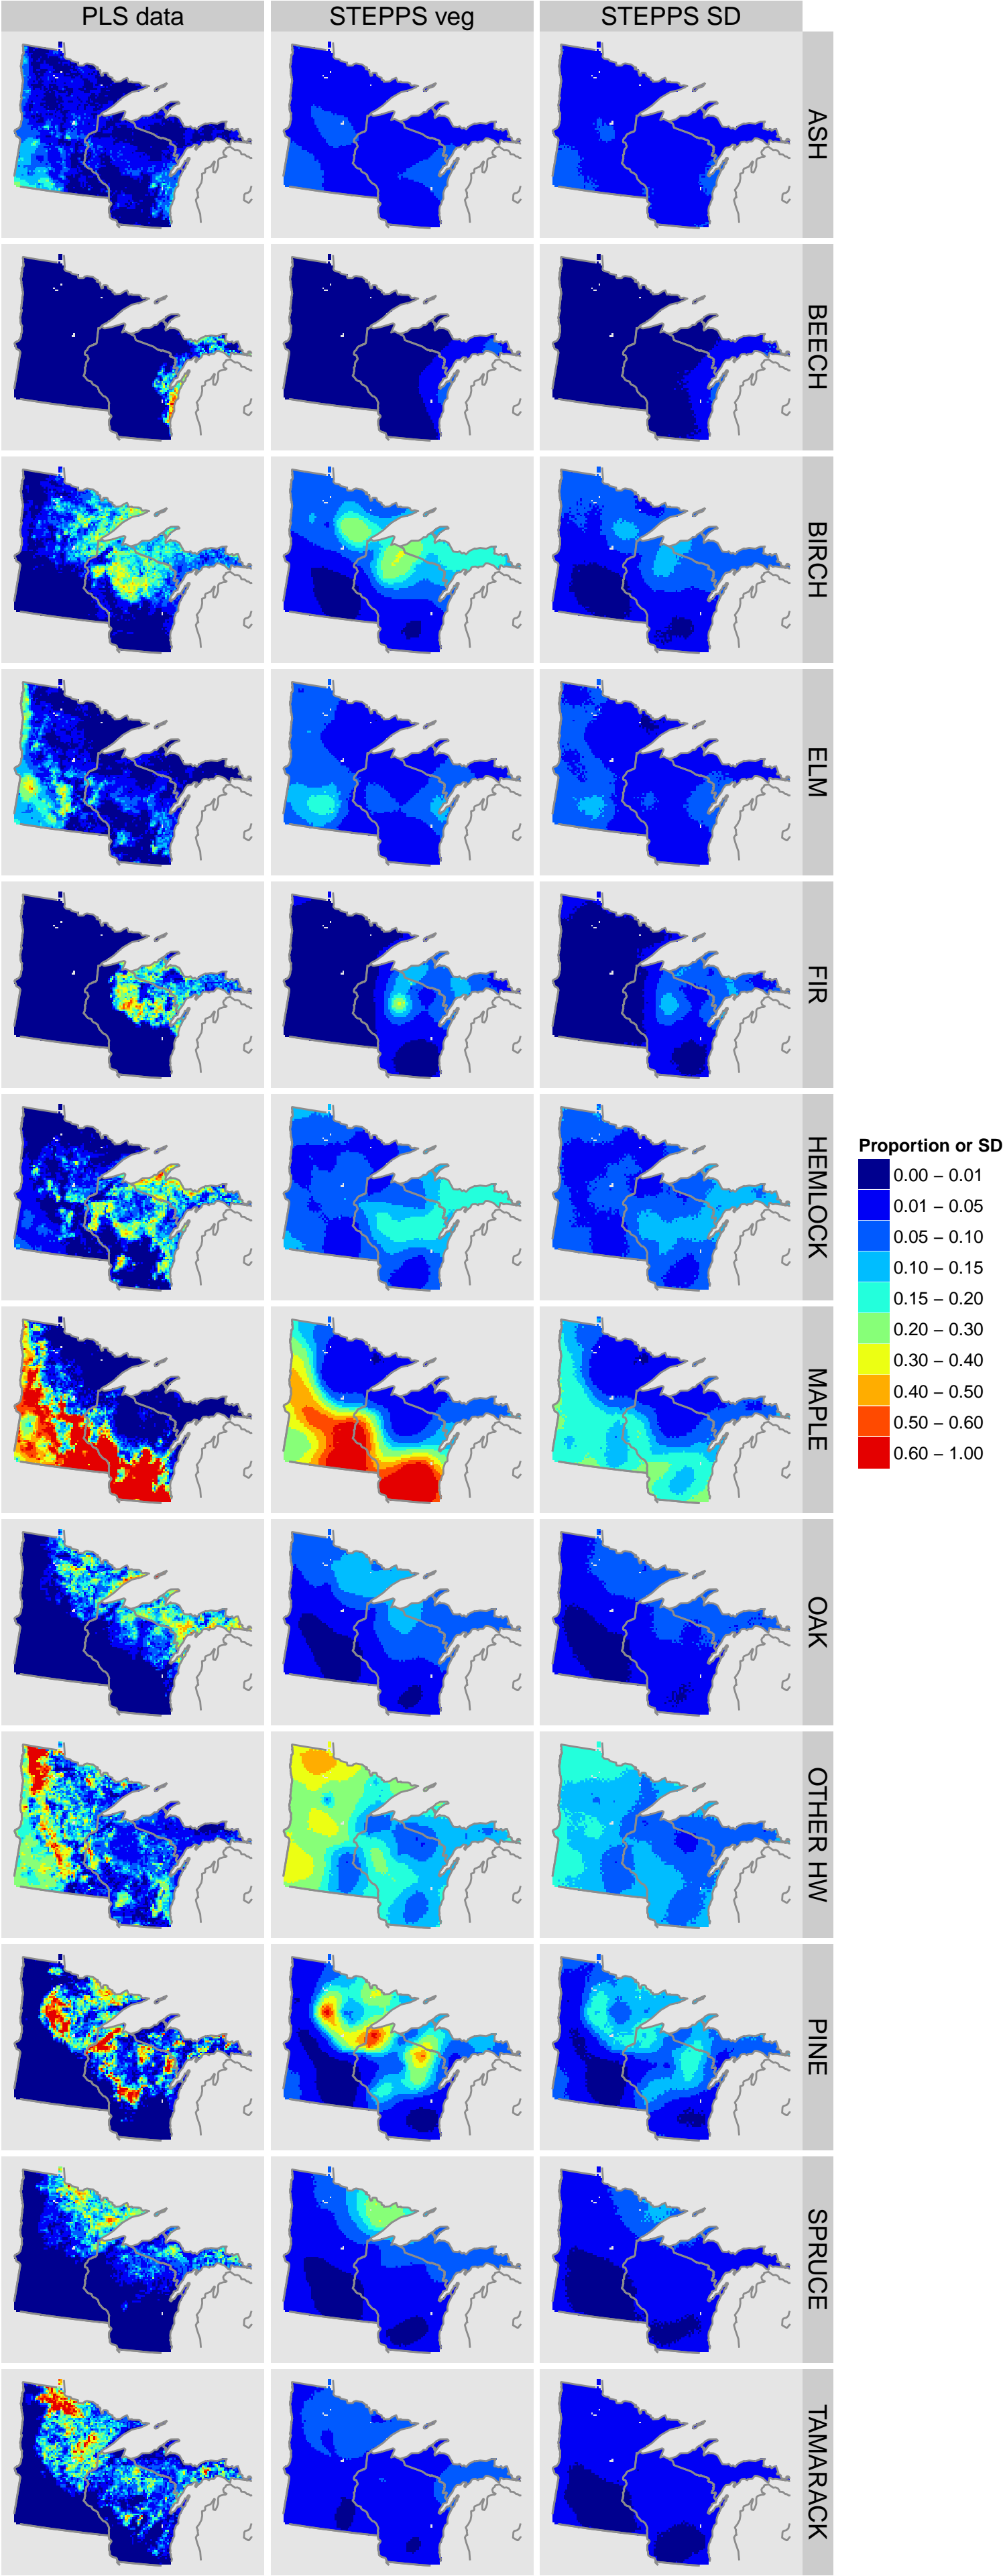 PLS data
STEPPS veg
STEPPS SD
ASH
BEECH
BIRCH
ELM
FIR
HEMLOCK
Proportion or SD
0.00 – 0.01
0.01 – 0.05
0.05 – 0.10
0.10 – 0.15
0.15 – 0.20
0.20 – 0.30
0.30 – 0.40
0.40 – 0.50
0.50 – 0.60
0.60 – 1.00
MAPLE
OAK
OTHER HW
PINE
SPRUCE
TAMARACK